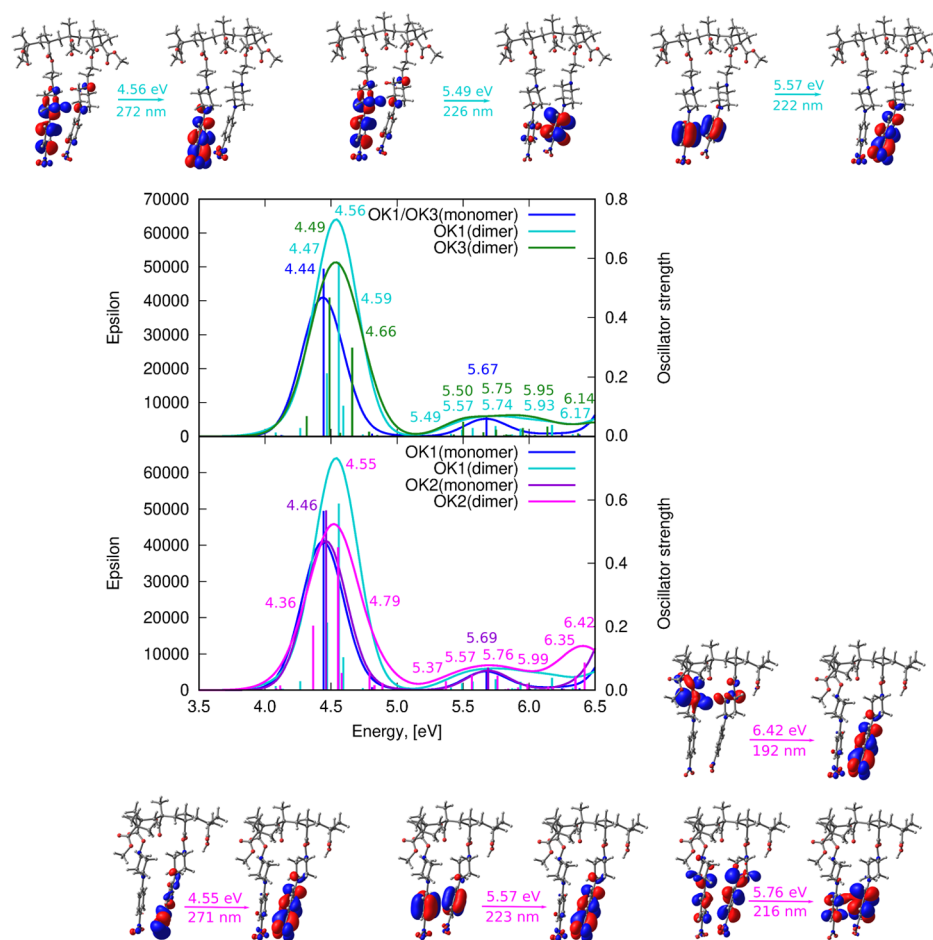 4.56 eV
272 nm
5.49 eV
226 nm
5.57 eV
222 nm
70000
60000
50000
40000
30000
20000
10000
0
Epsilon
0.8
0.6
0.4
0.2
0.0
Oscillator strength
OK1/OK3(monomer)
OK1(dimer)
OK3(dimer)
4.56
4.49
4.47
4.44
4.59
4.66
5.67
5.50
5.75
5.95
6.14
5.49
5.57
5.74
5.93
6.17
60000
50000
40000
30000
20000
10000
0
Epsilon
0.6
0.4
0.2
0.0
Oscillator strength
OK1(monomer)
OK1(dimer)
OK2(monomer)
OK2(dimer)
4.55
4.46
4.36
4.79
5.69
6.42
6.35
5.37
5.57
5.76
5.99
3.5
4.0
4.5
5.0
5.5
6.0
6.5
Energy, [eV]
6.42 eV
192 nm
4.55 eV
271 nm
5.57 eV
223 nm
5.76 eV
216 nm